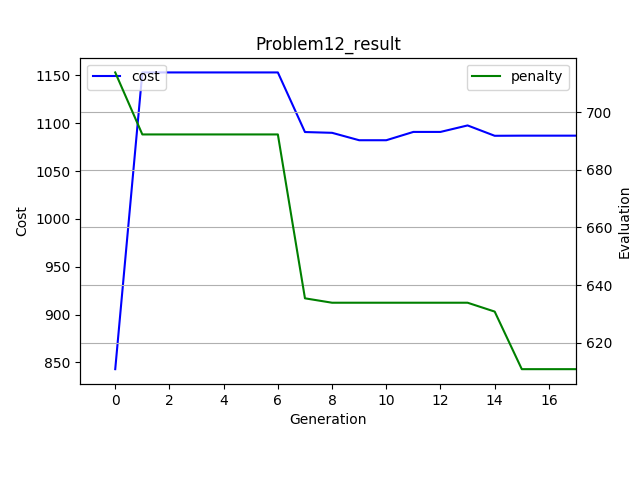 Problem12_result
cost
penalty
1150
1100
1050
1000
950
900
850
700
680
660
640
620
Cost
Evaluation
0 2 4 6 8 10 12 14 16
Generation